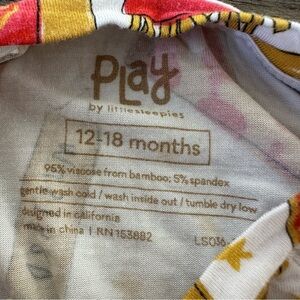 Play
by littlesleepies
12-18 months
95% viscose from bamboo; 5% spandex
gentle wash cold / wash inside out / tumble dry low
designed in california
made in china | RN 153882
LS036-